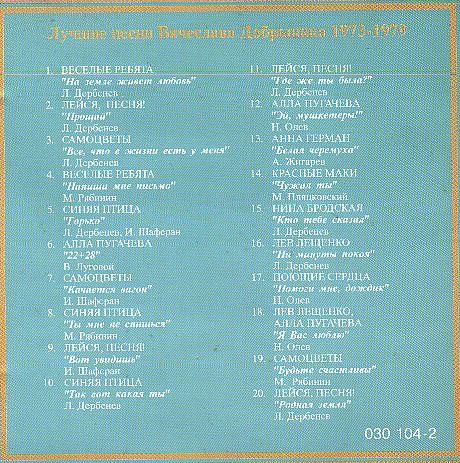 Лучшие песни Вячеслава Добрынина 1973-1979
1. ВЕСЕЛЫЕ РЕБЯТА
"На земле живет любовь"
Л. Дербенев
2. ЛЕЙСЯ, ПЕСНЯ!
"Прощай"
Л. Дербенев
3. САМОЦВЕТЫ
"Все, что в жизни есть у меня"
Л. Дербенев
4. ВЕСЕЛЫЕ РЕБЯТА
"Напиши мне письмо"
М. Рябинин
5. СИНЯЯ ПТИЦА
"Горько"
Л. Дербенев, И. Шаферан
6. АЛЛА ПУГАЧЕВА
"22+28"
В. Луговой
7. САМОЦВЕТЫ
"Качается вагон"
И. Шаферан
8. СИНЯЯ ПТИЦА
"Ты мне не снишься"
М. Рябинин
9. ЛЕЙСЯ, ПЕСНЯ!
"Вот увидишь"
И. Шаферан
10. СИНЯЯ ПТИЦА
"Так вот какая ты"
Л. Дербенев
11. ЛЕЙСЯ, ПЕСНЯ!
"Где же ты была?"
Л. Дербенев
12. АЛЛА ПУГАЧЕВА
"Эй, мушкетеры!"
Н. Олев
13. АННА ГЕРМАН
"Белая черемуха"
А. Жигарев
14. КРАСНЫЕ МАКИ
"Чужая ты"
М. Пляцковский
15. НИНА БРОДСКАЯ
"Кто тебе сказал"
Л. Дербенев
16. ЛЕВ ЛЕЩЕНКО
"Ни минуты покоя"
Л. Дербенев
17. ПОЮЩИЕ СЕРДЦА
"Помоги мне, дождик"
Н. Олев
18. ЛЕВ ЛЕЩЕНКО,
АЛЛА ПУГАЧЕВА
"Я Вас люблю"
Н. Олев
19. САМОЦВЕТЫ
"Будьте счастливы"
М. Рябинин
20. ЛЕЙСЯ, ПЕСНЯ!
"Родная земля"
Л. Дербенев
030 104-2